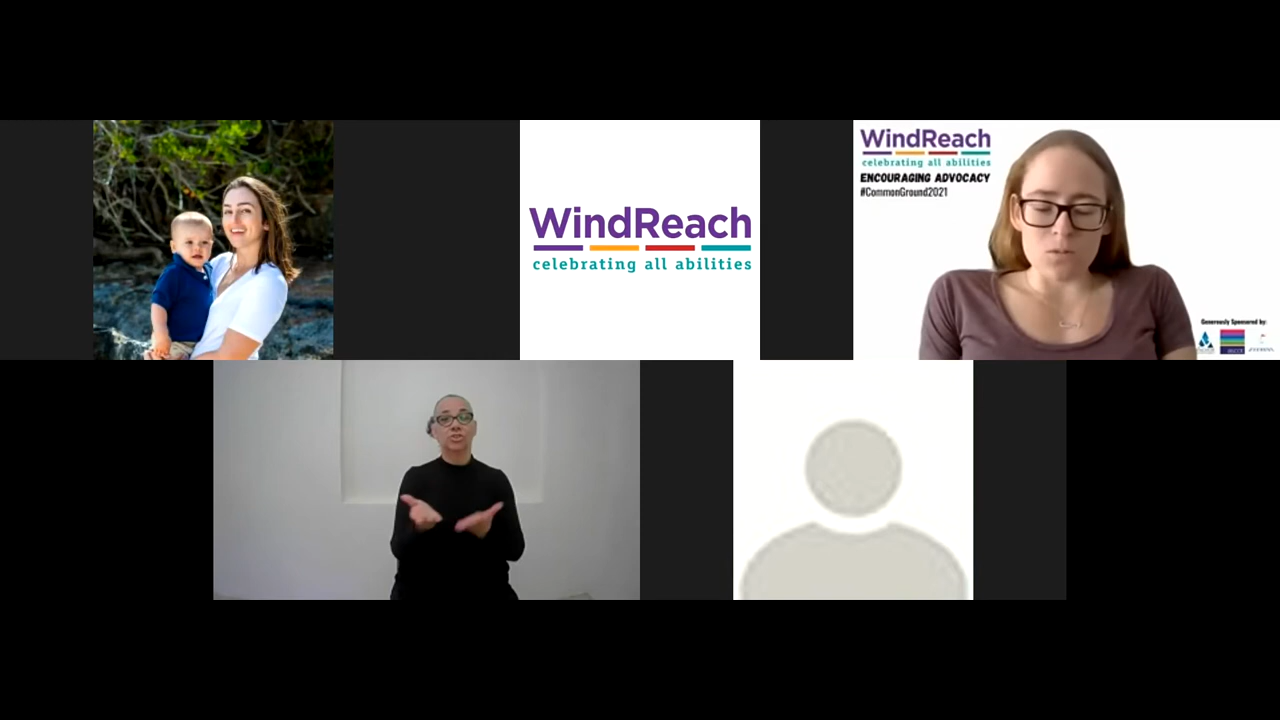 WindReach
celebrating all abilities
WindReach
celebrating all abilities
ENCOURAGING ADVOCACY
#CommonGround2021
Generously Sponsored by: